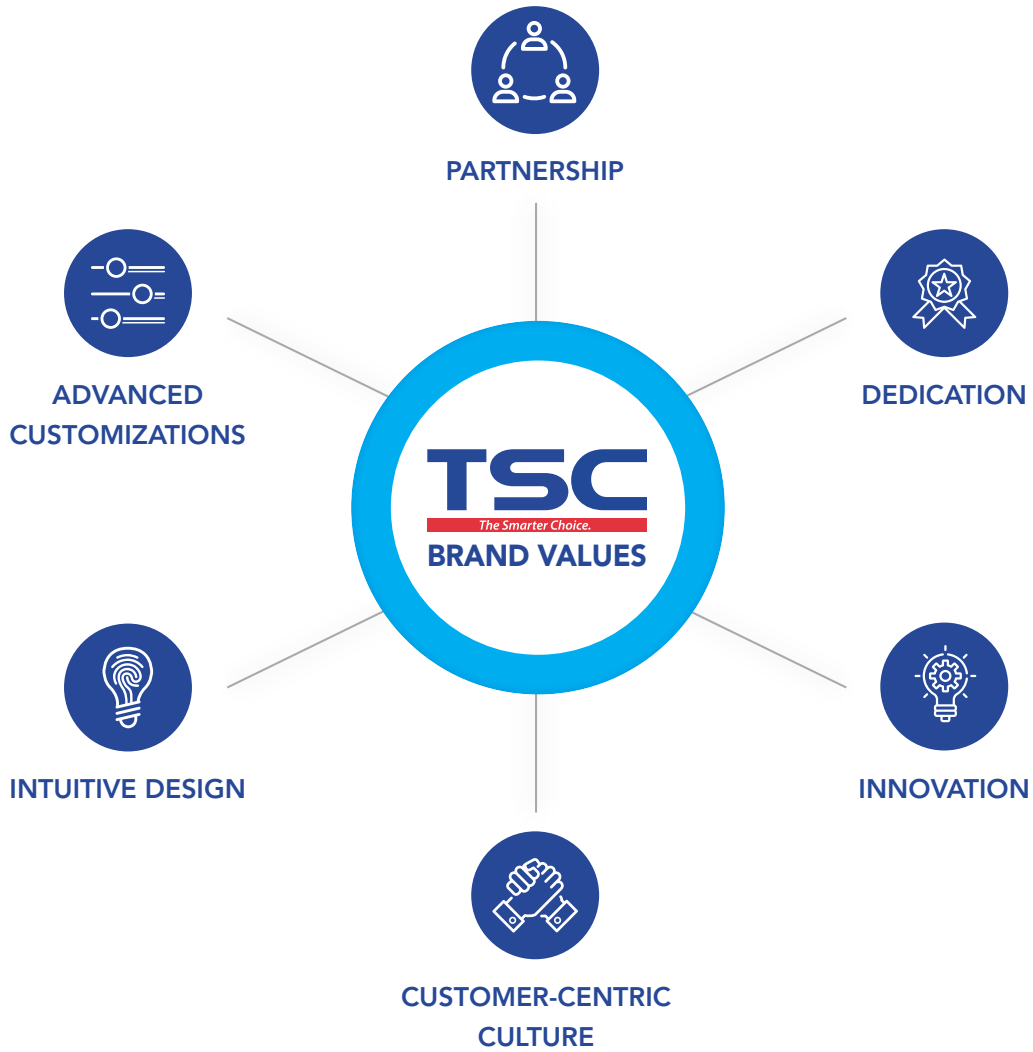 PARTNERSHIP
ADVANCED
CUSTOMIZATIONS
DEDICATION
TSC
The Smarter Choice.
BRAND VALUES
INTUITIVE DESIGN
INNOVATION
CUSTOMER-CENTRIC
CULTURE